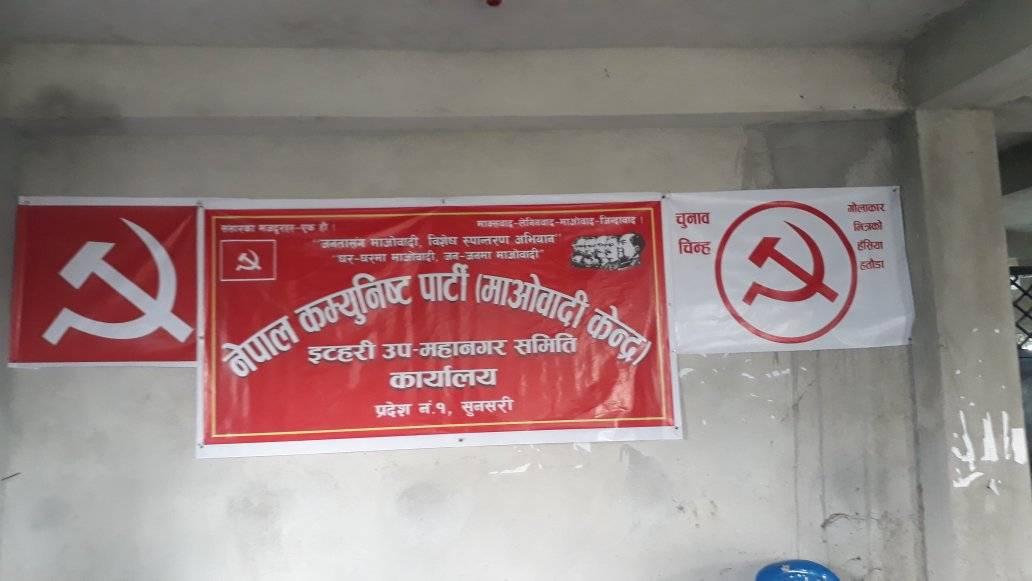 संसारका मजदुरहरु-एक हौं !
मार्क्सवाद-लेनिनवाद-माओवाद-जिन्दावाद !
"जनतासंग माओवादी, विशेष रुपान्तरण अभियान"
"घर-घरमा माओवादी, जन-जनमा माओवादी"
नेपाल कम्युनिष्ट पार्टी (माओवादी केन्द्र)
इटहरी उप-महानगर समिति
कार्यालय
प्रदेश नं.१, सुनसरी
चुनाव
चिन्ह
गोलाकार
भित्रको
हँसिया
हतौडा